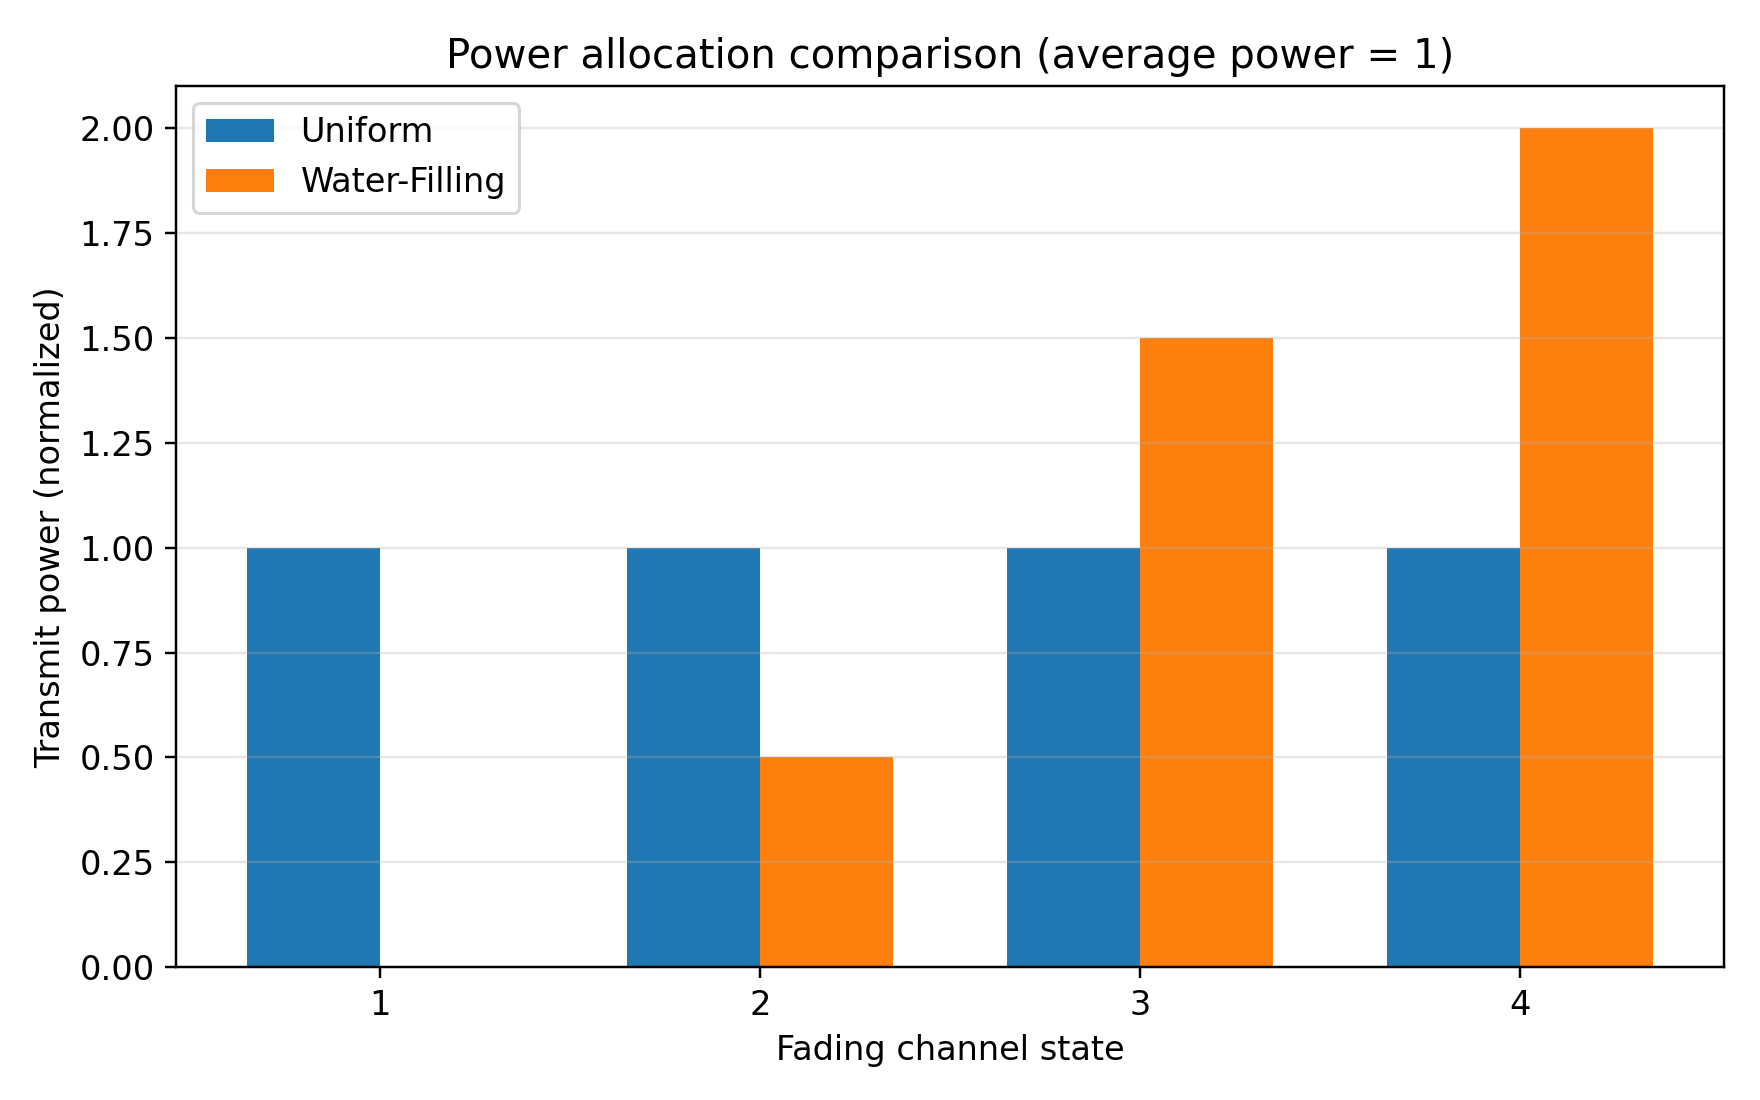 Power allocation comparison (average power = 1)
Uniform
Water-Filling
Transmit power (normalized)
2.00
1.75
1.50
1.25
1.00
0.75
0.50
0.25
0.00
1 2 3 4
Fading channel state